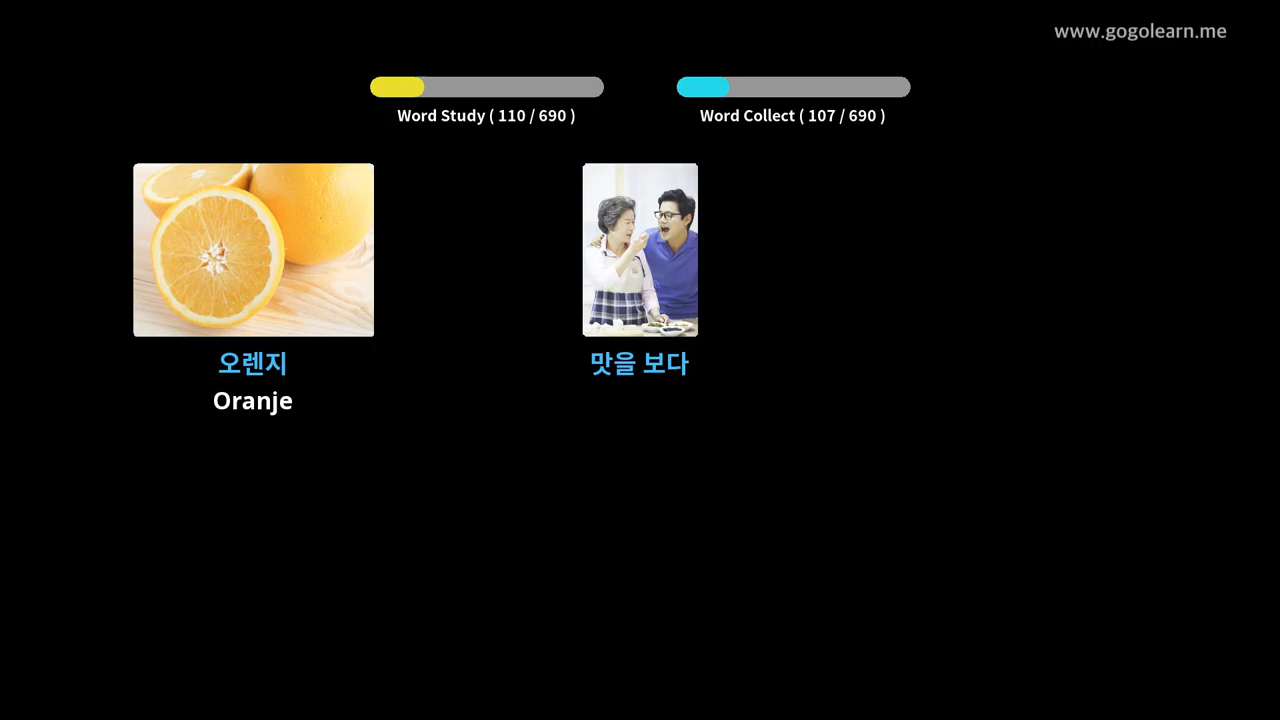 www.gogolearn.me
Word Study ( 110 / 690 )
Word Collect ( 107 / 690 )
오렌지
Oranje
맛을 보다